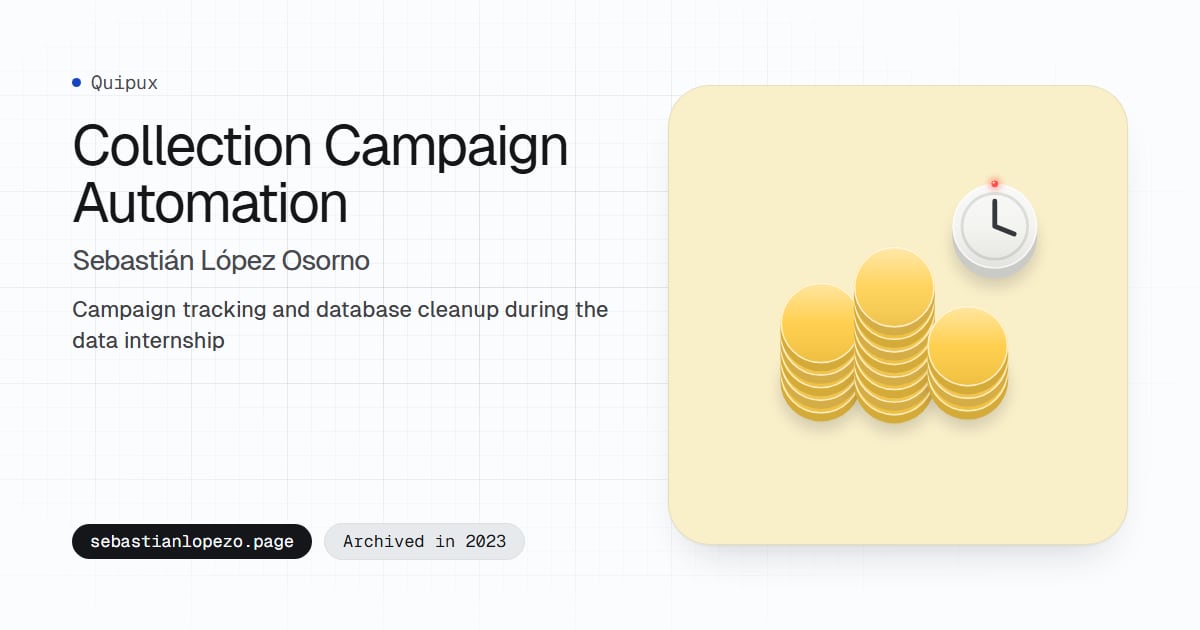 Quipux
Collection Campaign
Automation
Sebastián López Osorno
Campaign tracking and database cleanup during the
data internship
sebastianlopezo.page
Archived in 2023